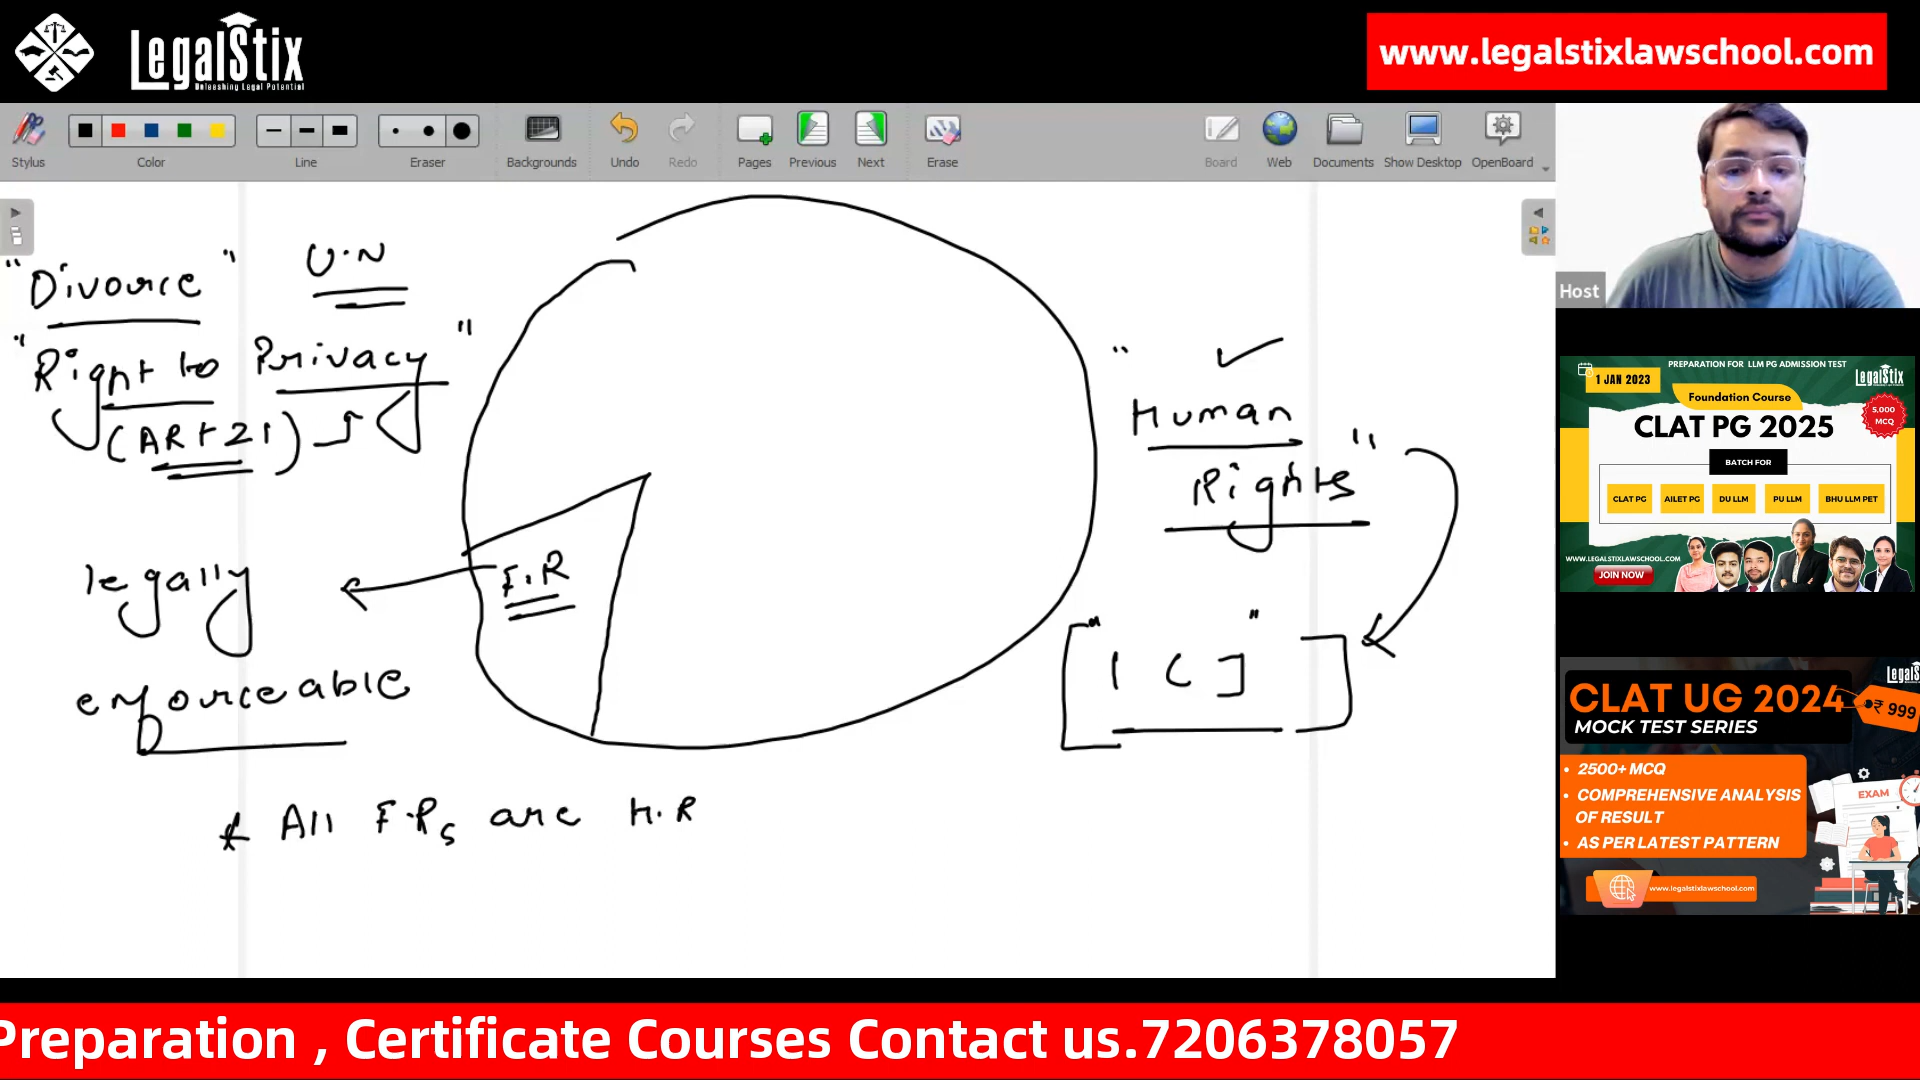 LegalStix
Unleashing Legal Potential
www.legalstixlawschool.com
Stylus
Color
Line
Eraser
Backgrounds
Undo
Redo
Pages
Previous
Next
Erase
Board
Web
Documents
Show Desktop
OpenBoard
"Divorce"
U.N
"Right to Privacy"
(ART 21)
"Human
Rights"
F.R
legally
enforceable
"ICJ"
* All F.Rs are H.R
Host
1 JAN 2023
PREPARATION FOR LLM PG ADMISSION TEST
LegalStix
Foundation Course
5,000
MCQ
CLAT PG 2025
BATCH FOR
CLAT PG
AILET PG
DU LLM
PU LLM
BHU LLM PET
WWW.LEGALSTIXLAWSCHOOL.COM
JOIN NOW
LegalS
CLAT UG 2024
₹ 999
MOCK TEST SERIES
• 2500+ MCQ
• COMPREHENSIVE ANALYSIS
OF RESULT
• AS PER LATEST PATTERN
EXAM
www.legalstixlawschool.com
Preparation , Certificate Courses Contact us.7206378057